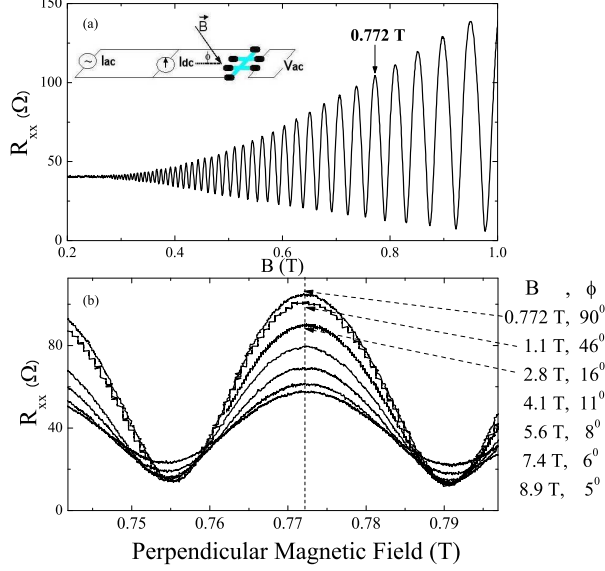 150
(a)
B
0.772 T
~ Iac
Idc
ϕ
Vac
100
R_xx (Ω)
50
0
0.2 0.4 0.6 0.8 1.0
B (T)
(b)
B , ϕ
0.772 T, 90⁰
1.1 T, 46⁰
2.8 T, 16⁰
4.1 T, 11⁰
5.6 T, 8⁰
7.4 T, 6⁰
8.9 T, 5⁰
80
R_xx (Ω)
40
0
0.75 0.76 0.77 0.78 0.79
Perpendicular Magnetic Field (T)